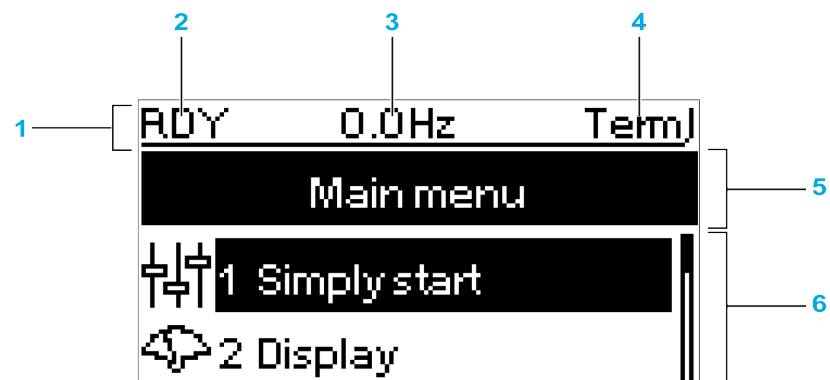 2 3 4
1 RDY 0.0Hz Term
Main menu 5
1 Simply start 6
2 Display